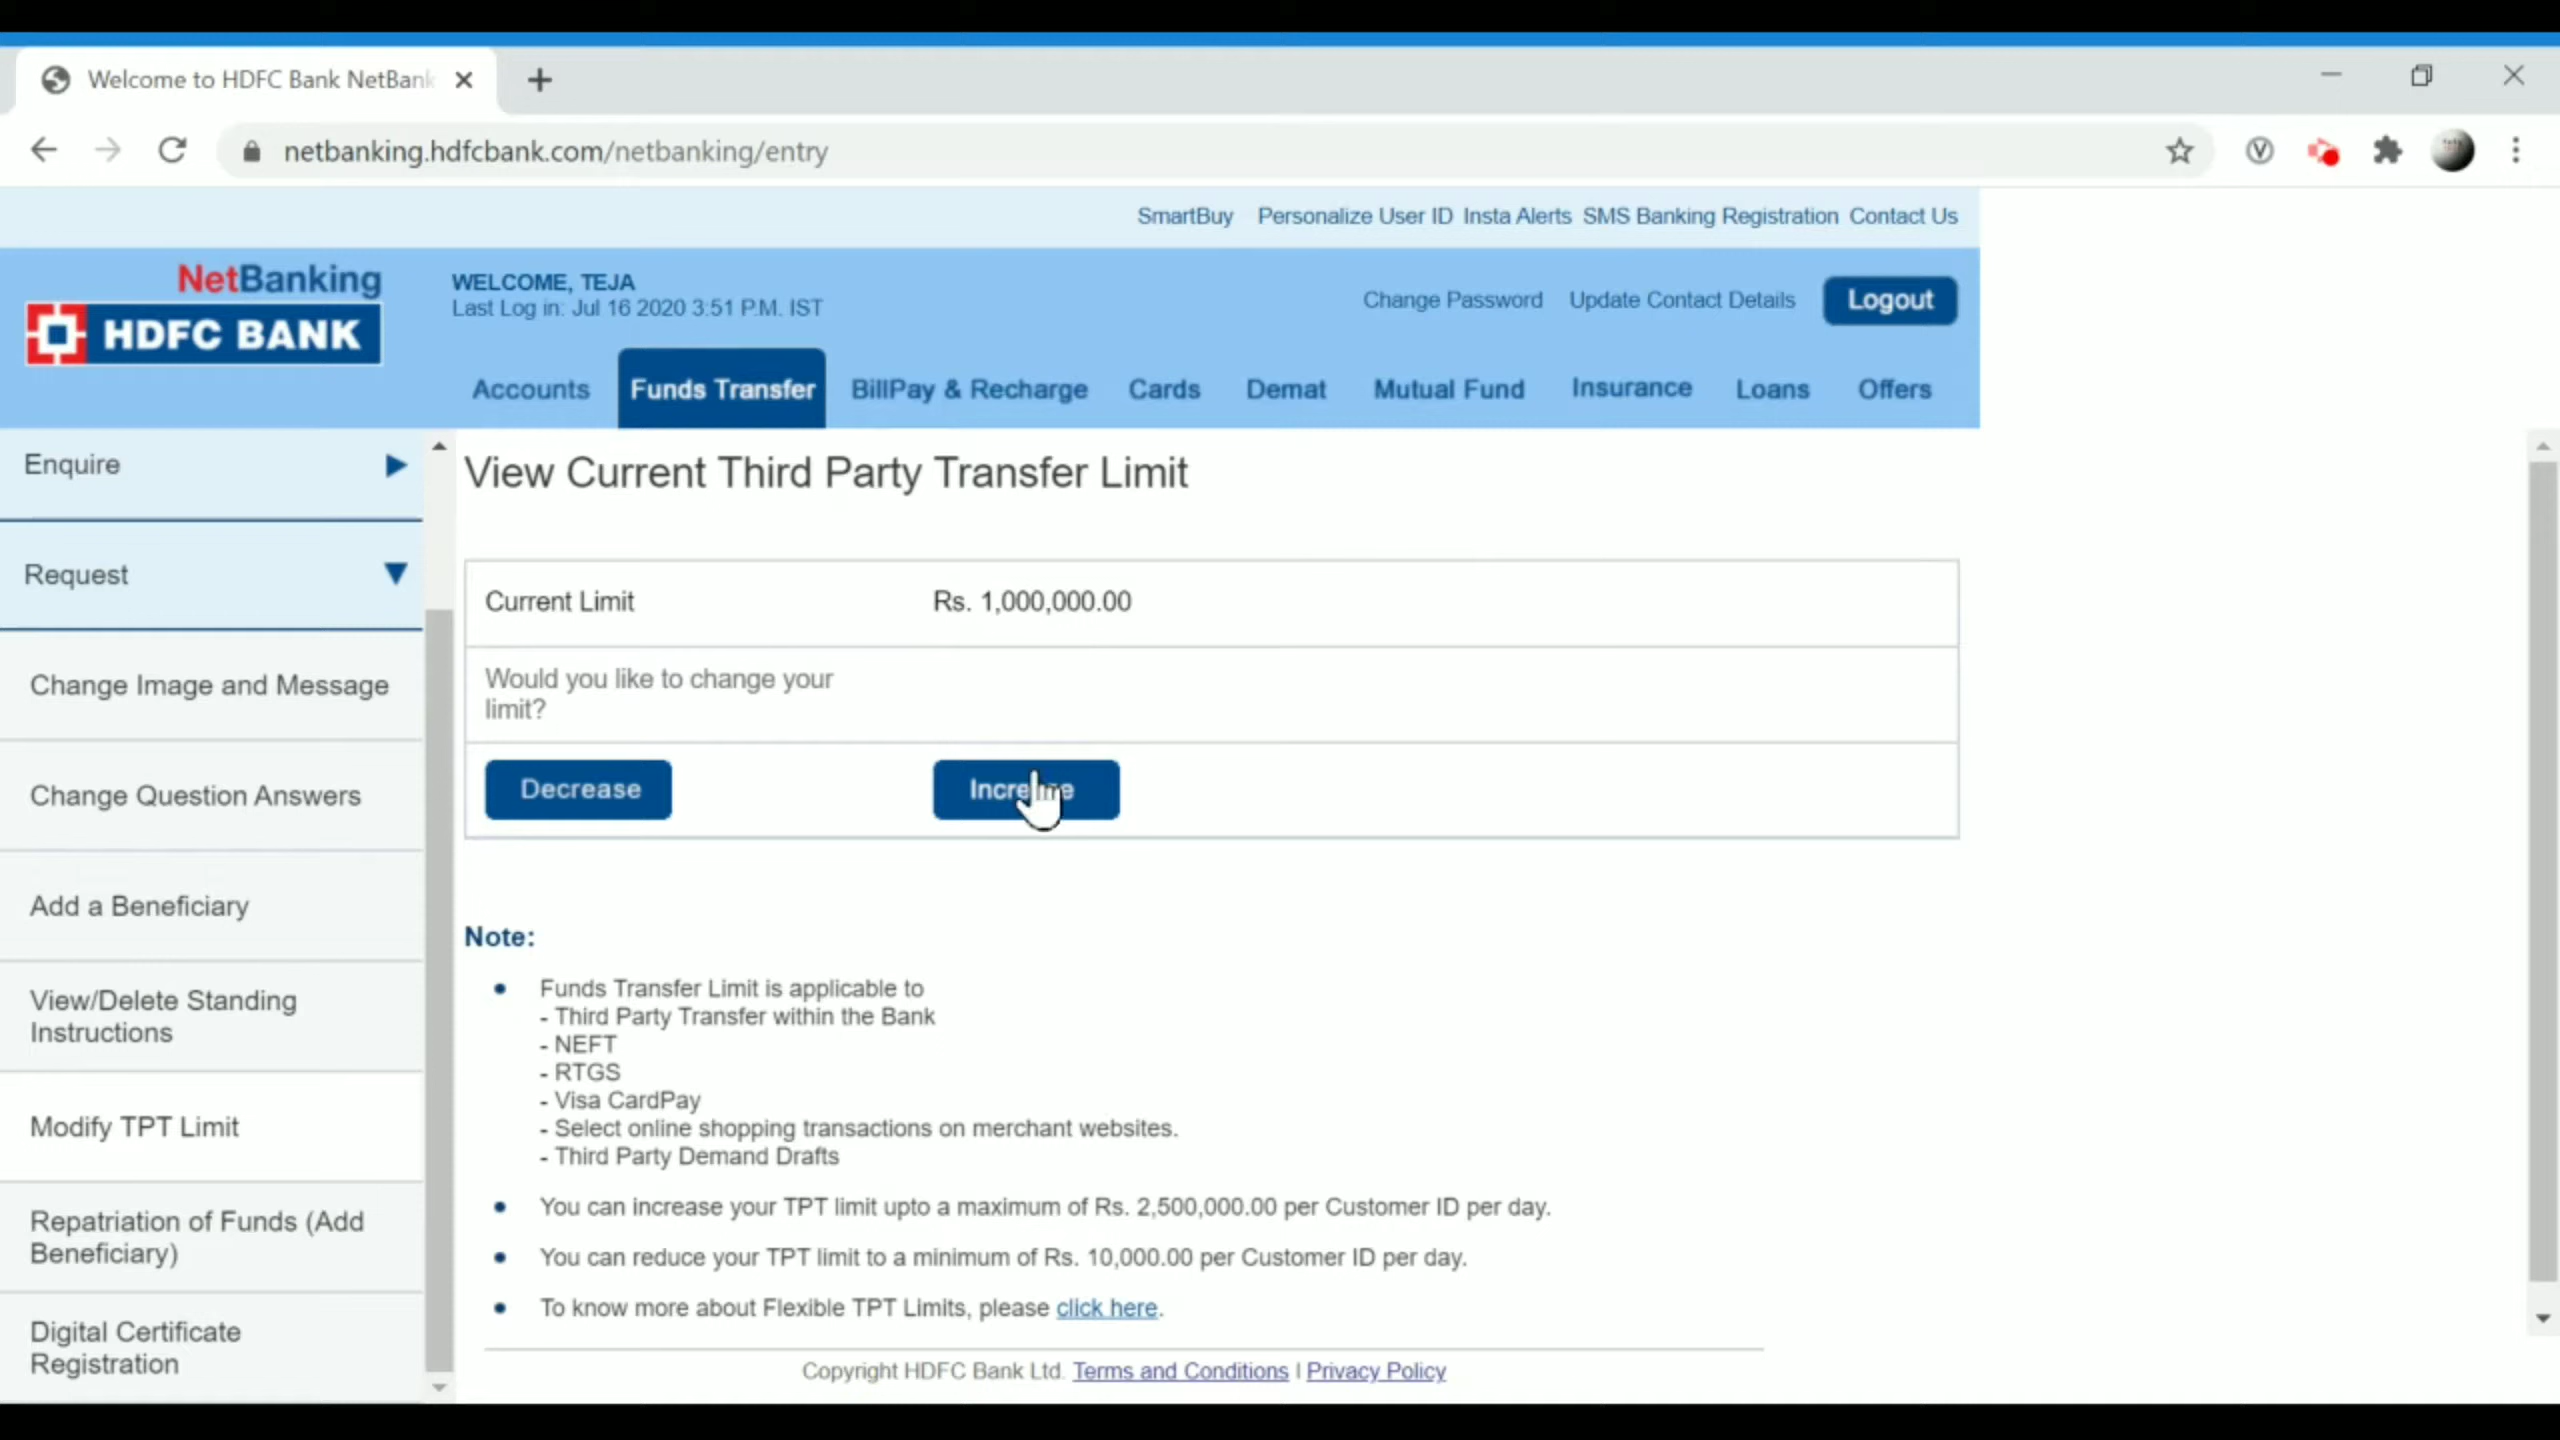 Welcome to HDFC Bank NetBank
netbanking.hdfcbank.com/netbanking/entry
SmartBuy Personalize User ID Insta Alerts SMS Banking Registration Contact Us
NetBanking
HDFC BANK
WELCOME, TEJA
Last Log in: Jul 16 2020 3:51 P.M. IST
Change Password Update Contact Details Logout
Accounts Funds Transfer BillPay & Recharge Cards Demat Mutual Fund Insurance Loans Offers
Enquire
Request
Change Image and Message
Change Question Answers
Add a Beneficiary
View/Delete Standing
Instructions
Modify TPT Limit
Repatriation of Funds (Add
Beneficiary)
Digital Certificate
Registration
View Current Third Party Transfer Limit
Current Limit Rs. 1,000,000.00
Would you like to change your
limit?
Decrease
Note:
Funds Transfer Limit is applicable to
- Third Party Transfer within the Bank
- NEFT
- RTGS
- Visa CardPay
- Select online shopping transactions on merchant websites.
- Third Party Demand Drafts
You can increase your TPT limit upto a maximum of Rs. 2,500,000.00 per Customer ID per day.
You can reduce your TPT limit to a minimum of Rs. 10,000.00 per Customer ID per day.
To know more about Flexible TPT Limits, please click here.
Copyright HDFC Bank Ltd. Terms and Conditions | Privacy Policy